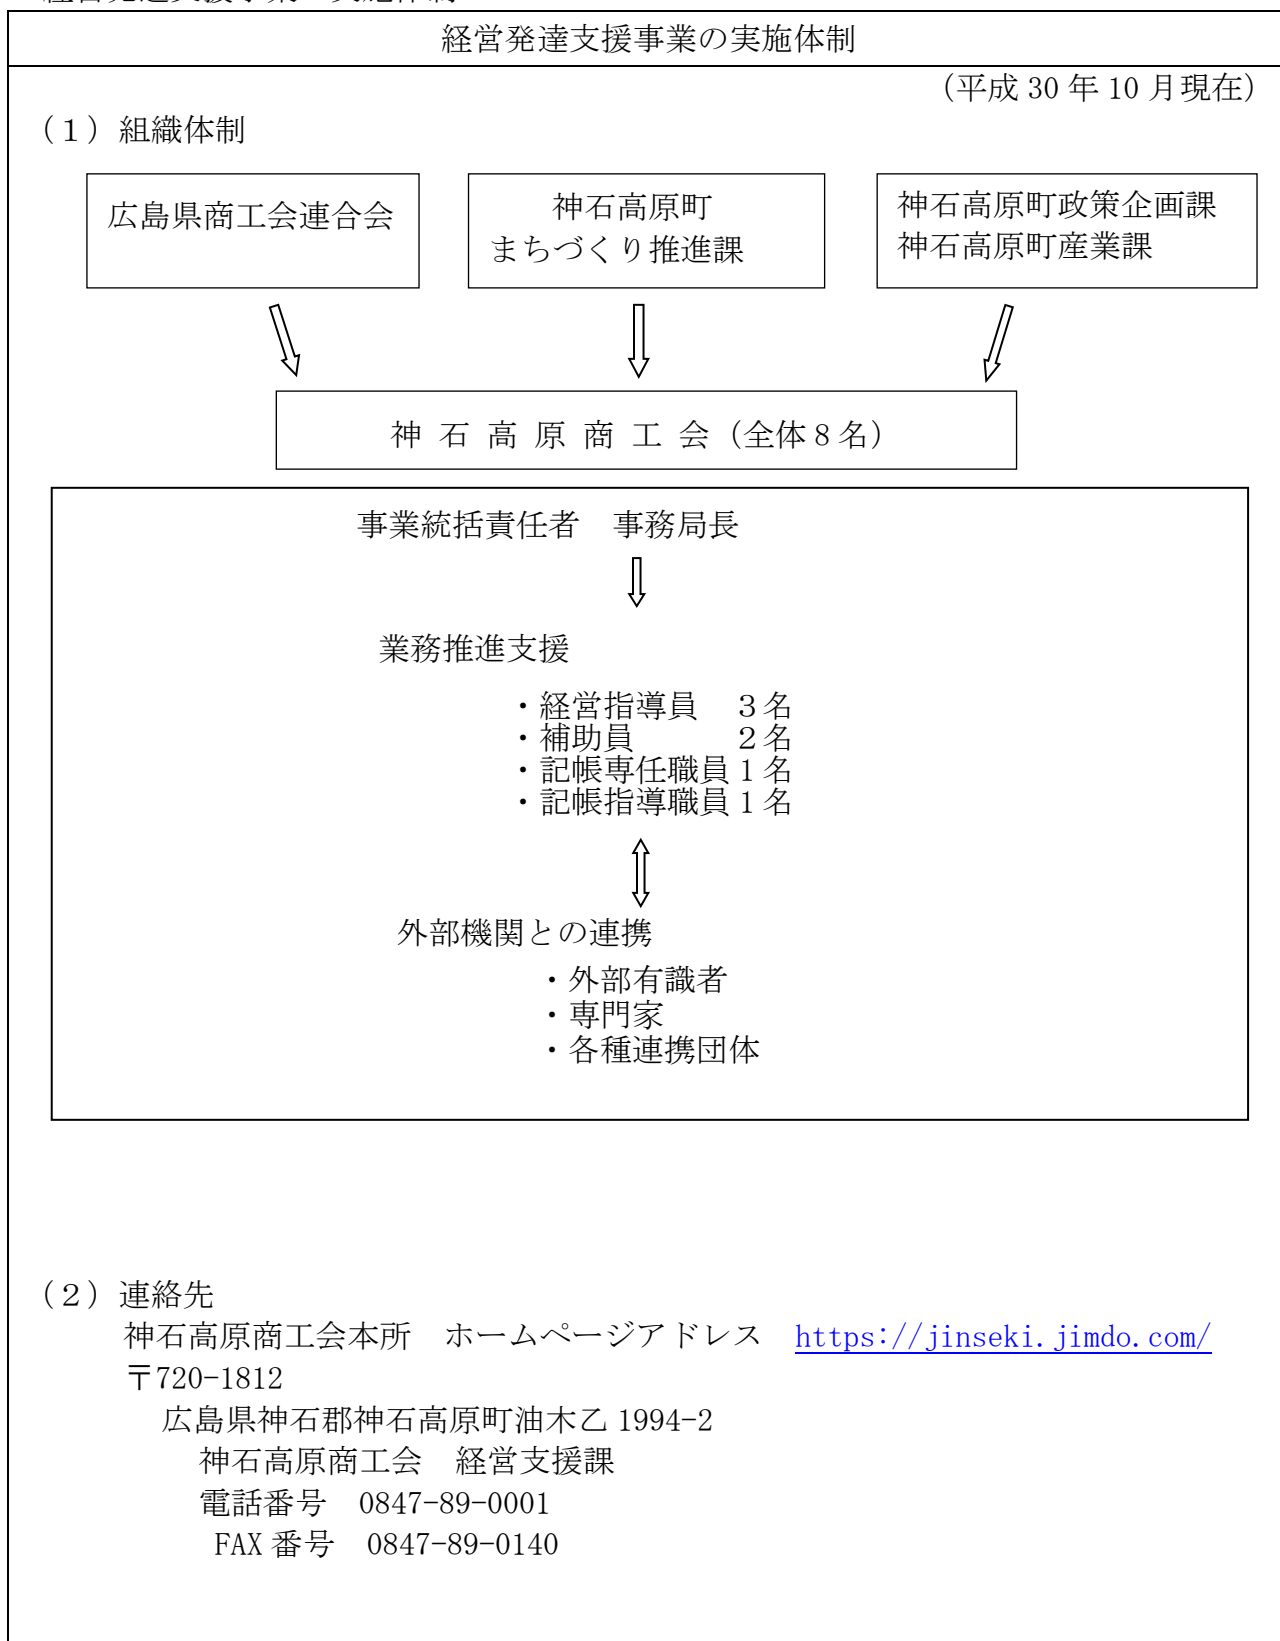 経営発達支援事業の実施体制
（平成 30 年 10 月現在）
（１）組織体制
広島県商工会連合会
神石高原町
まちづくり推進課
神石高原町政策企画課
神石高原町産業課
神 石 高 原 商 工 会（全体８名）
事業統括責任者　事務局長
業務推進支援
・経営指導員　３名
・補助員　　　２名
・記帳専任職員１名
・記帳指導職員１名
外部機関との連携
・外部有識者
・専門家
・各種連携団体
（２）連絡先
神石高原商工会本所　ホームページアドレス　https://jinseki.jimdo.com/
〒720-1812
広島県神石郡神石高原町油木乙 1994-2
神石高原商工会　経営支援課
電話番号　0847-89-0001
FAX 番号　0847-89-0140